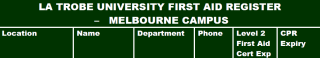 LA TROBE UNIVERSITY FIRST AID REGISTER
– MELBOURNE CAMPUS
Location Name Department Phone Level 2 First Aid Cert Exp CPR Expiry